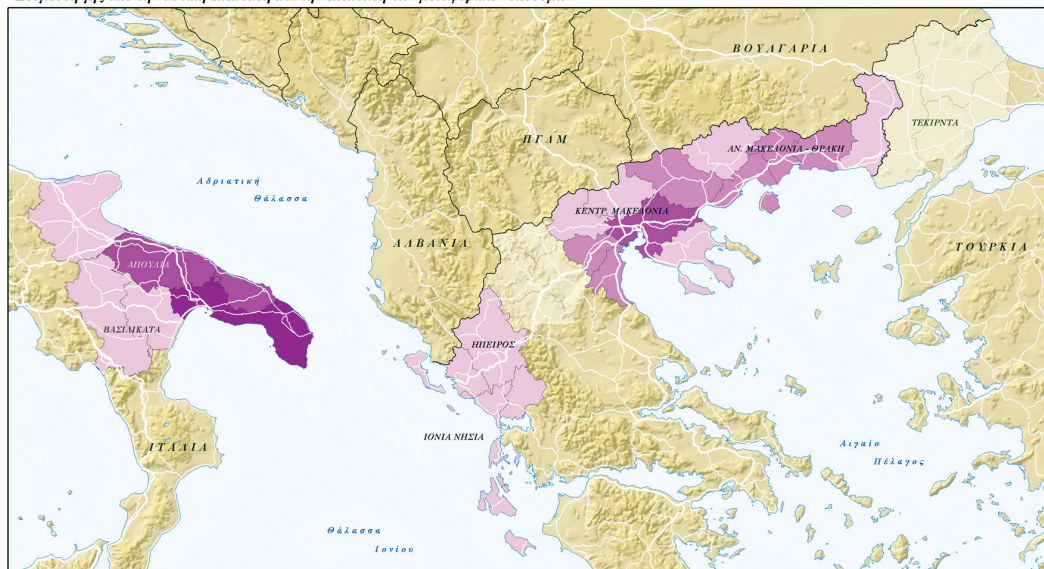 ΒΟΥΛΓΑΡΙΑ
ΤΕΚΙΡΝΤΑ
ΠΓΔΜ
ΑΝ. ΜΑΚΕΔΟΝΙΑ - ΘΡΑΚΗ
Αδριατική
Θάλασσα
ΚΕΝΤΡ. ΜΑΚΕΔΟΝΙΑ
ΑΛΒΑΝΙΑ
ΤΟΥΡΚΙΑ
ΑΠΟΥΛΙΑ
ΒΑΣΙΛΙΚΑΤΑ
ΗΠΕΙΡΟΣ
ΙΟΝΙΑ ΝΗΣΙΑ
ΙΤΑΛΙΑ
Αιγαίο
Πέλαγος
Θάλασσα
Ιονίου